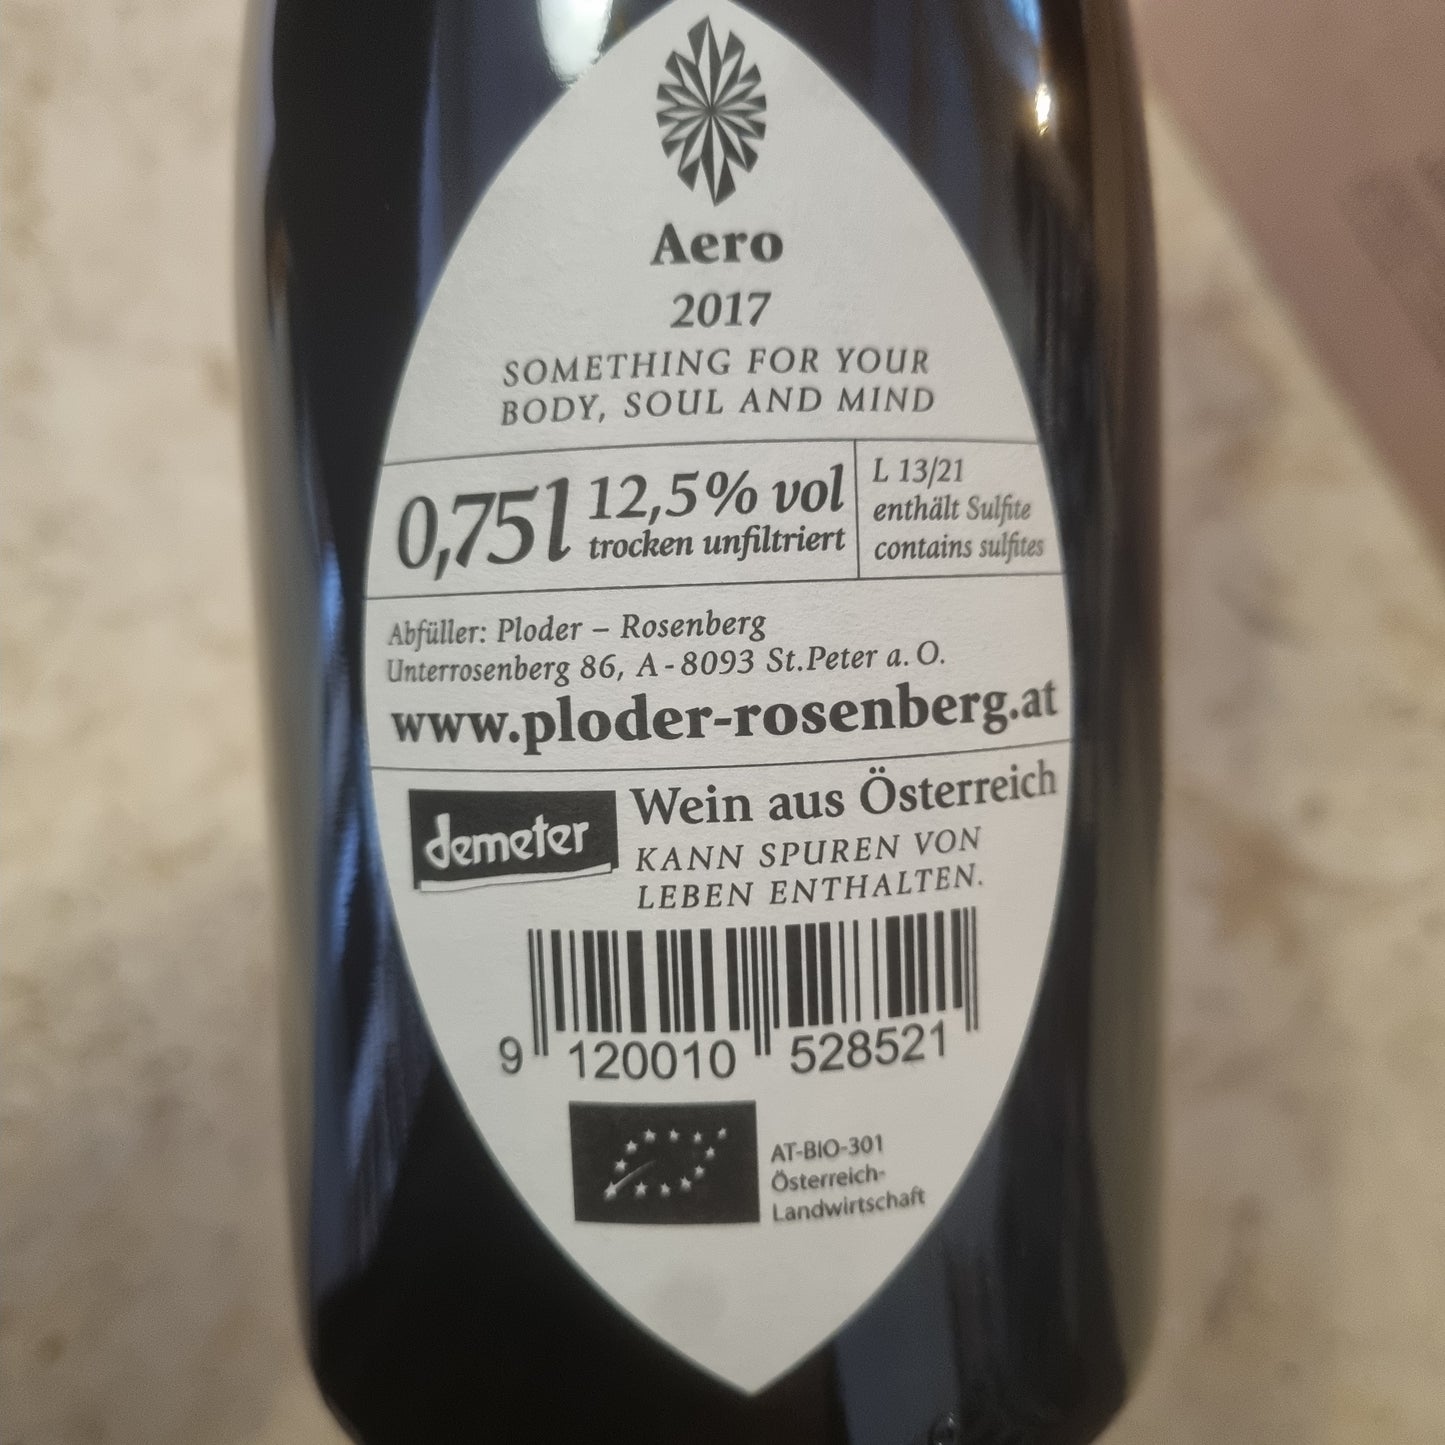 Aero
2017
SOMETHING FOR YOUR
BODY, SOUL AND MIND
0,75l 12,5% vol
trocken unfiltriert
L 13/21
enthält Sulfite
contains sulfites
Abfüller: Ploder – Rosenberg
Unterrosenberg 86, A-8093 St.Peter a. O.
www.ploder-rosenberg.at
demeter
Wein aus Österreich
KANN SPUREN VON
LEBEN ENTHALTEN.
9 120010 528521
AT-BIO-301
Österreich-
Landwirtschaft